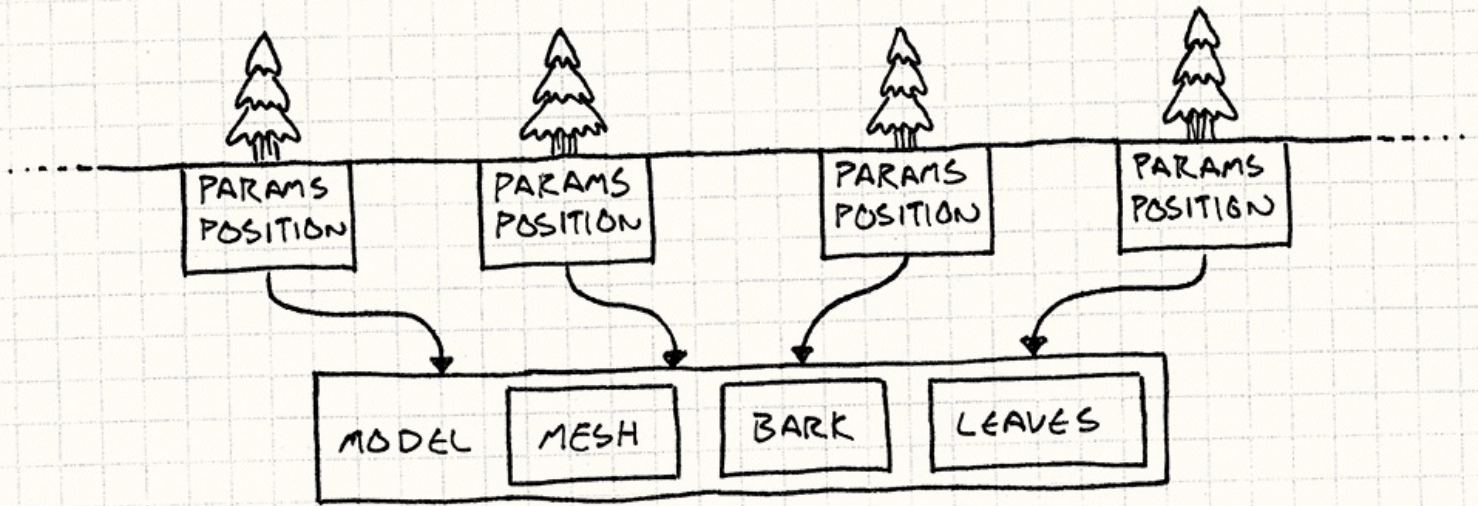 PARAMS
POSITION
PARAMS
POSITION
PARAMS
POSITION
PARAMS
POSITION
MODEL
MESH
BARK
LEAVES